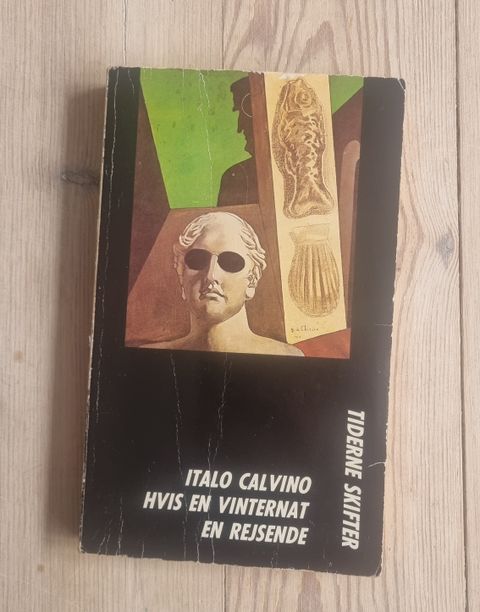 ITALO CALVINO
HVIS EN VINTERNAT
EN REJSENDE
TIDERNE SKIFTER